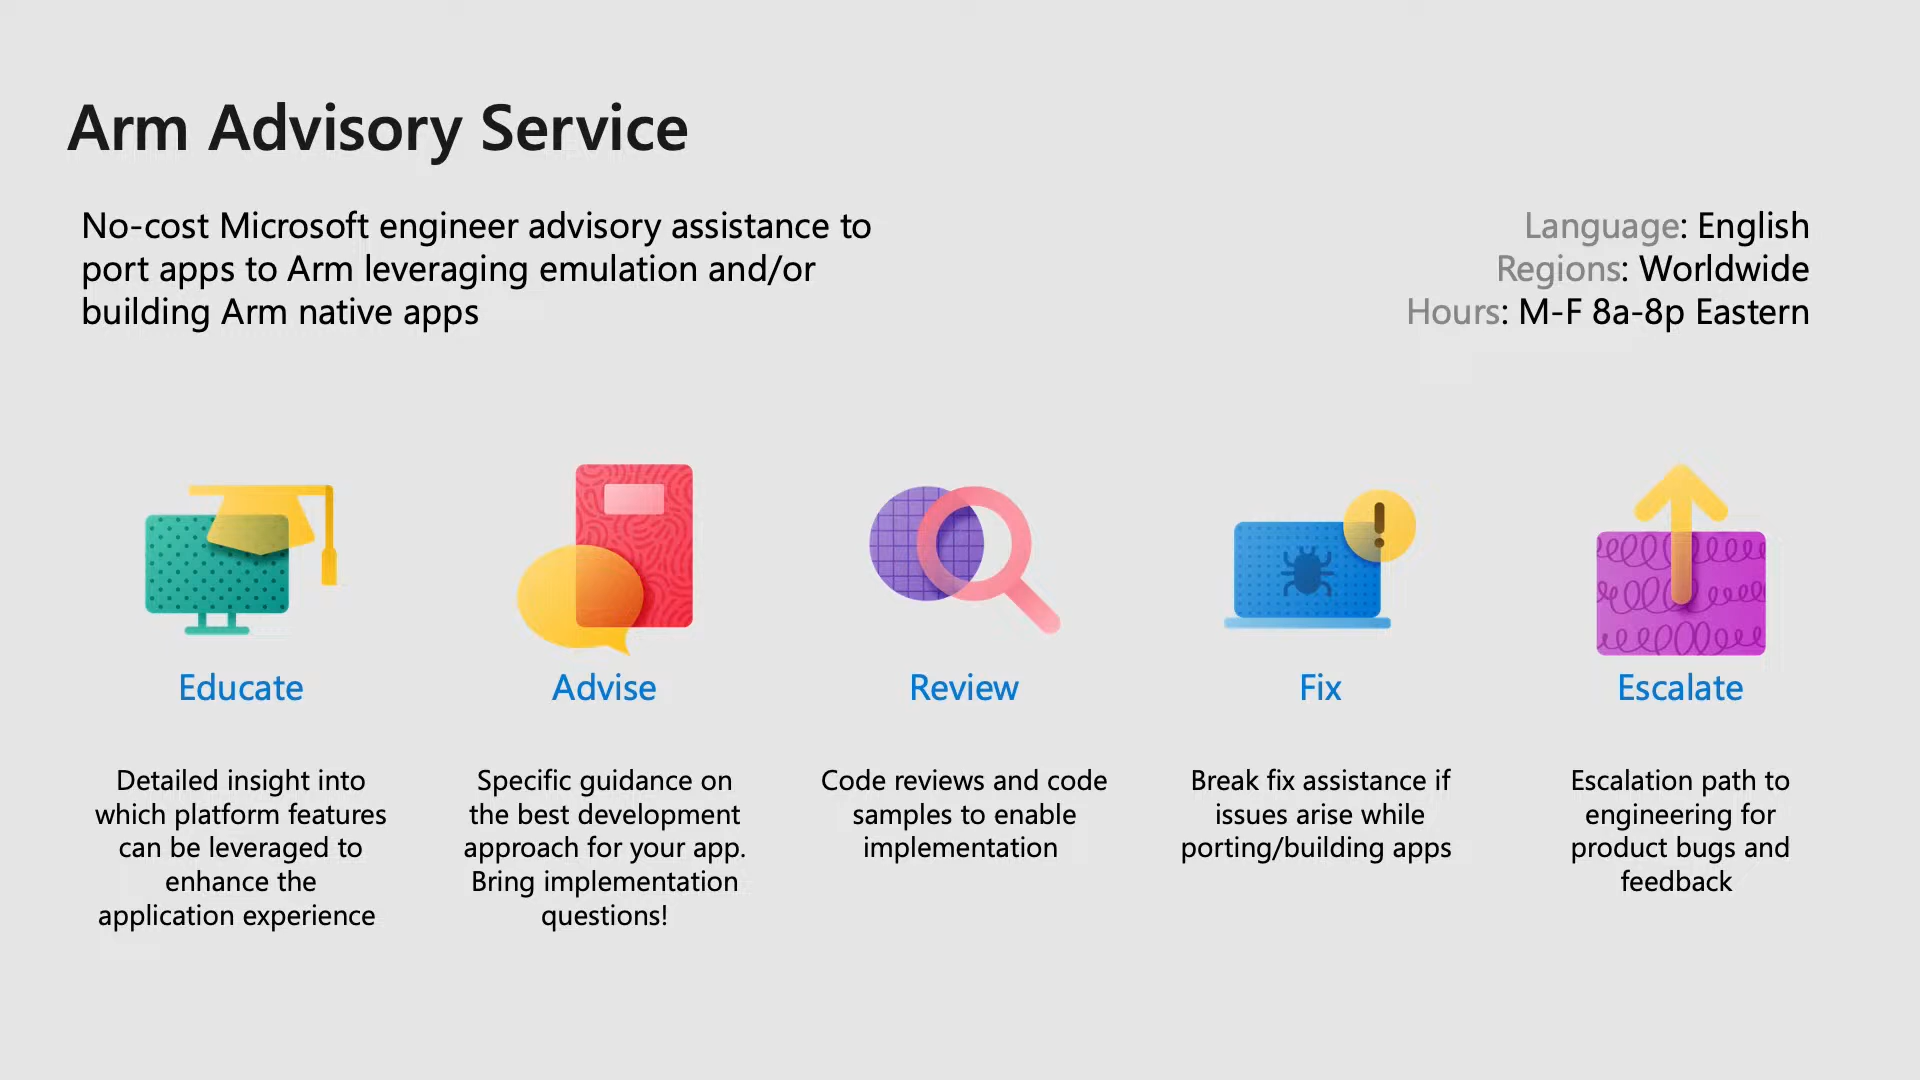 Arm Advisory Service
No-cost Microsoft engineer advisory assistance to
port apps to Arm leveraging emulation and/or
building Arm native apps
Language: English
Regions: Worldwide
Hours: M-F 8a-8p Eastern
Educate
Detailed insight into
which platform features
can be leveraged to
enhance the
application experience
Advise
Specific guidance on
the best development
approach for your app.
Bring implementation
questions!
Review
Code reviews and code
samples to enable
implementation
Fix
Break fix assistance if
issues arise while
porting/building apps
Escalate
Escalation path to
engineering for
product bugs and
feedback